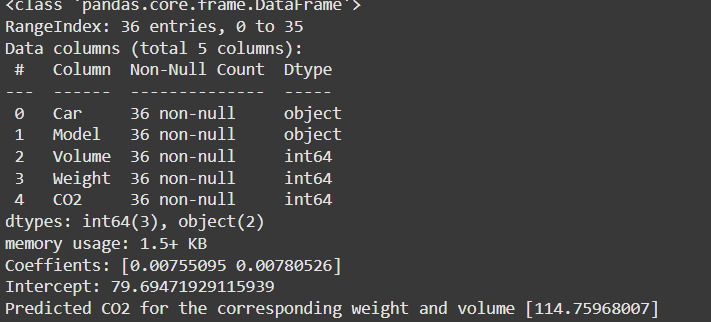 <class 'pandas.core.frame.DataFrame'>
RangeIndex: 36 entries, 0 to 35
Data columns (total 5 columns):
 #   Column  Non-Null Count  Dtype
---  ------  --------------  -----
 0   Car     36 non-null     object
 1   Model   36 non-null     object
 2   Volume  36 non-null     int64
 3   Weight  36 non-null     int64
 4   CO2     36 non-null     int64
dtypes: int64(3), object(2)
memory usage: 1.5+ KB
Coeffients: [0.00755095 0.00780526]
Intercept: 79.69471929115939
Predicted CO2 for the corresponding weight and volume [114.75968007]